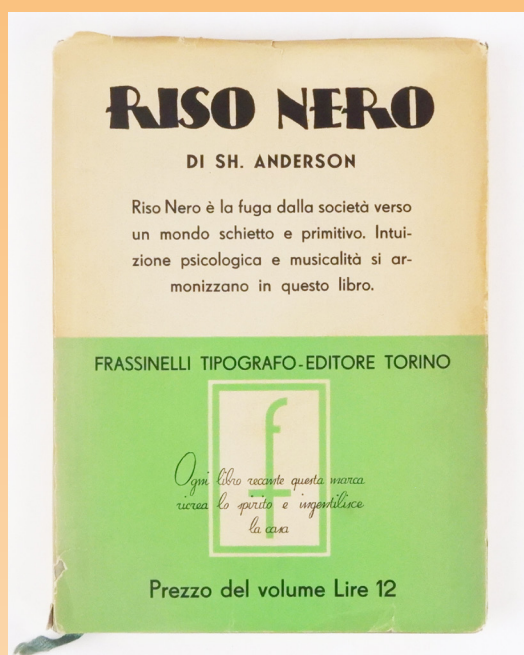 RISO NERO
DI SH. ANDERSON
Riso Nero è la fuga dalla società verso
un mondo schietto e primitivo. Intui-
zione psicologica e musicalità si ar-
monizzano in questo libro.
FRASSINELLI TIPOGRAFO-EDITORE TORINO
f
Ogni libro recante questa marca
ricrea lo spirito e ingentilisce
la casa
Prezzo del volume Lire 12